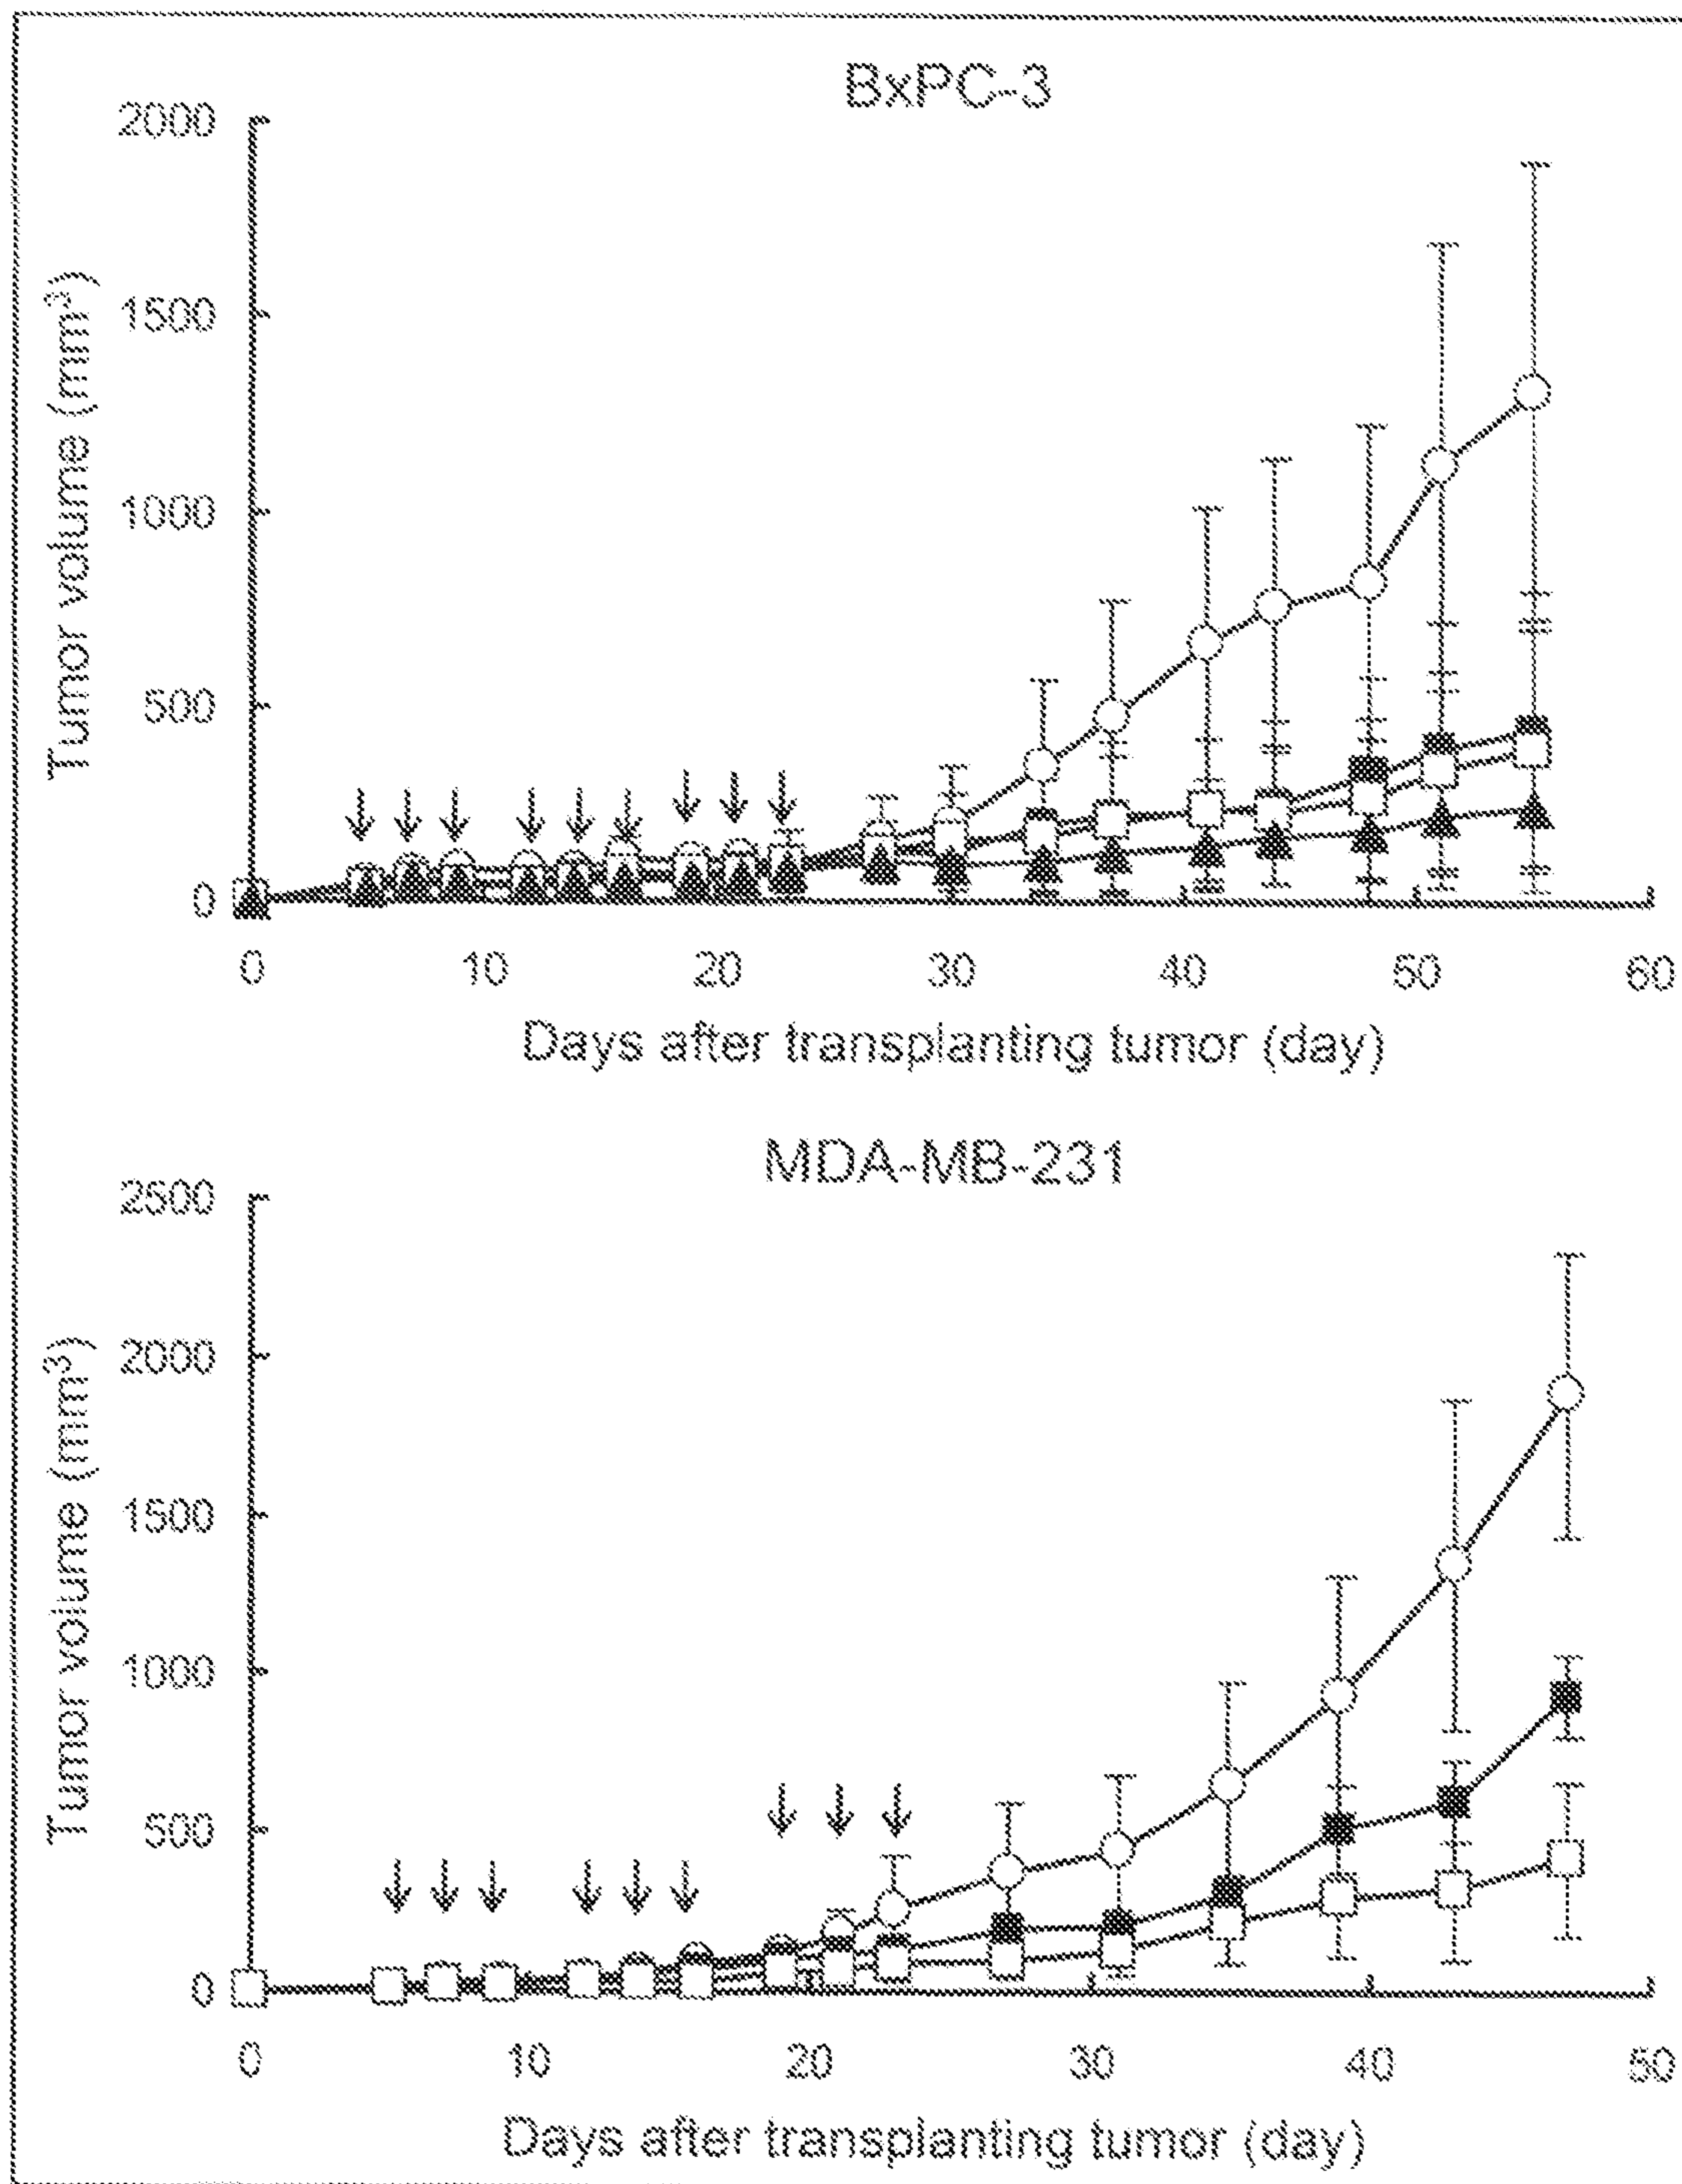 BxPC-3
2000
1500
1000
500
0
Tumor volume (mm³)
0 10 20 30 40 50 60
Days after transplanting tumor (day)
MDA-MB-231
2500
2000
1500
1000
500
0
Tumor volume (mm³)
0 10 20 30 40 50
Days after transplanting tumor (day)